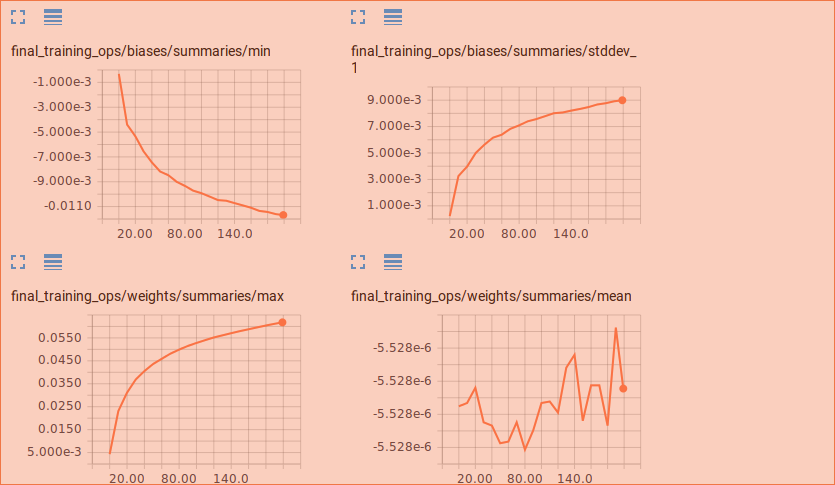 final_training_ops/biases/summaries/min
-1.000e-3
-3.000e-3
-5.000e-3
-7.000e-3
-9.000e-3
-0.0110
20.00 80.00 140.0
final_training_ops/biases/summaries/stddev_
1
9.000e-3
7.000e-3
5.000e-3
3.000e-3
1.000e-3
20.00 80.00 140.0
final_training_ops/weights/summaries/max
0.0550
0.0450
0.0350
0.0250
0.0150
5.000e-3
20.00 80.00 140.0
final_training_ops/weights/summaries/mean
-5.528e-6
-5.528e-6
-5.528e-6
-5.528e-6
20.00 80.00 140.0